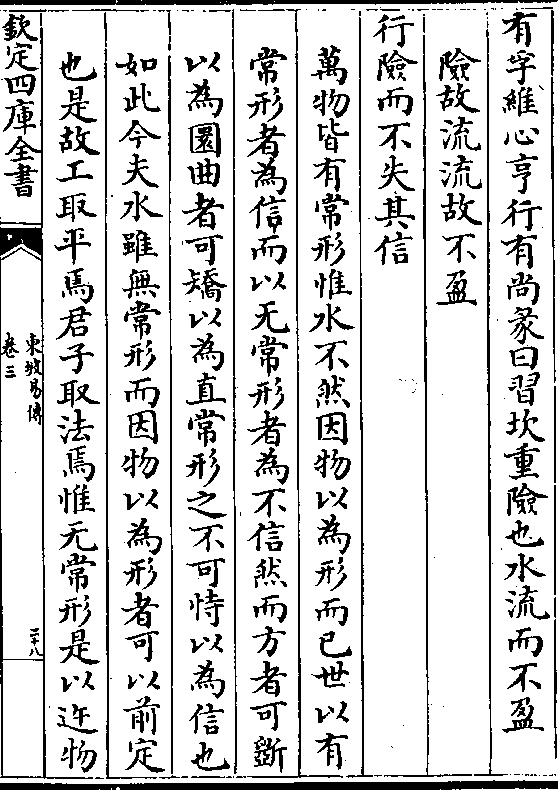 有孚維心亨行有尚彖曰習坎重險也水流而不盈
險故流流故不盈
行險而不失其信
萬物皆有常形惟水不然因物以為形而已世以有
常形者為信而以无常形者為不信然而方者可斵
以為圜曲者可矯以為直常形之不可恃以為信也
如此今夫水雖無常形而因物以為形者可以前定
也是故工取平焉君子取法焉惟无常形是以迕物
欽定四庫全書
東坡易傳
卷三
二十八